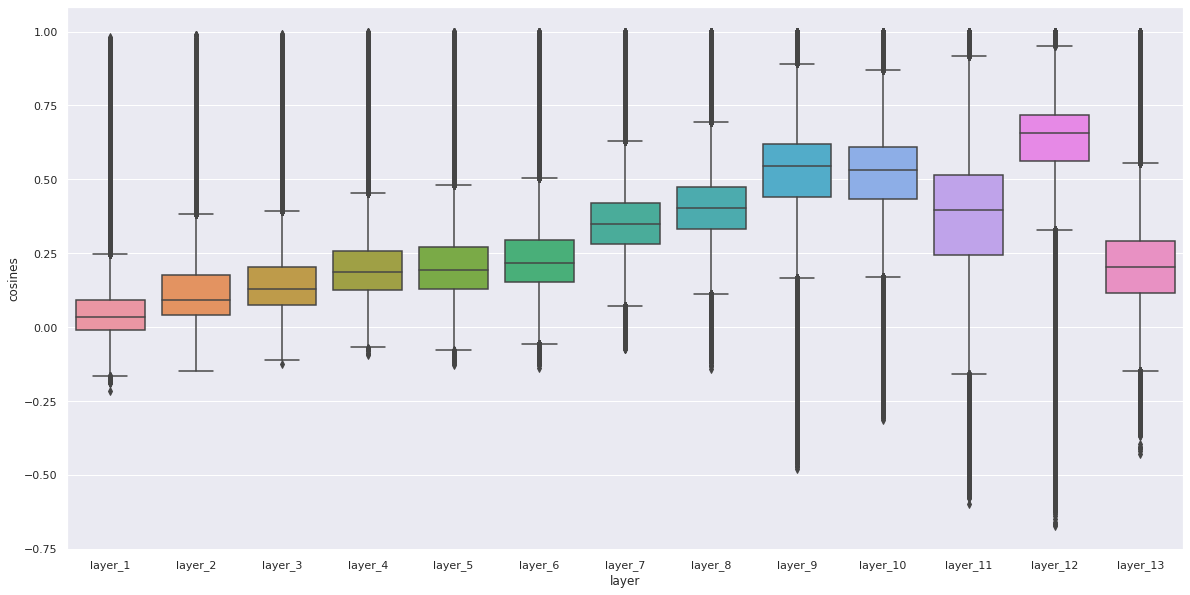 1.00
0.75
0.50
0.25
0.00
−0.25
−0.50
−0.75
cosines
layer_1 layer_2 layer_3 layer_4 layer_5 layer_6 layer_7 layer_8 layer_9 layer_10 layer_11 layer_12 layer_13
layer